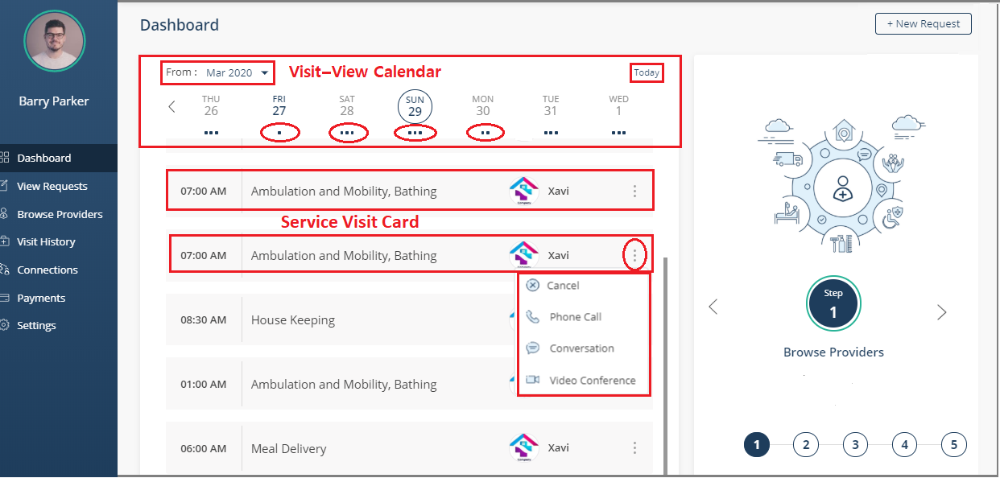 Dashboard
+ New Request
Barry Parker
Dashboard
View Requests
Browse Providers
Visit History
Connections
Payments
Settings
From : Mar 2020
Visit–View Calendar
Today
THU FRI SAT SUN MON TUE WED
26 27 28 29 30 31 1
07:00 AM Ambulation and Mobility, Bathing Company Xavi
Service Visit Card
07:00 AM Ambulation and Mobility, Bathing Company Xavi
Cancel
Phone Call
Conversation
Video Conference
08:30 AM House Keeping
01:00 AM Ambulation and Mobility, Bathing
06:00 AM Meal Delivery Company Xavi
Step
1
Browse Providers
1 2 3 4 5